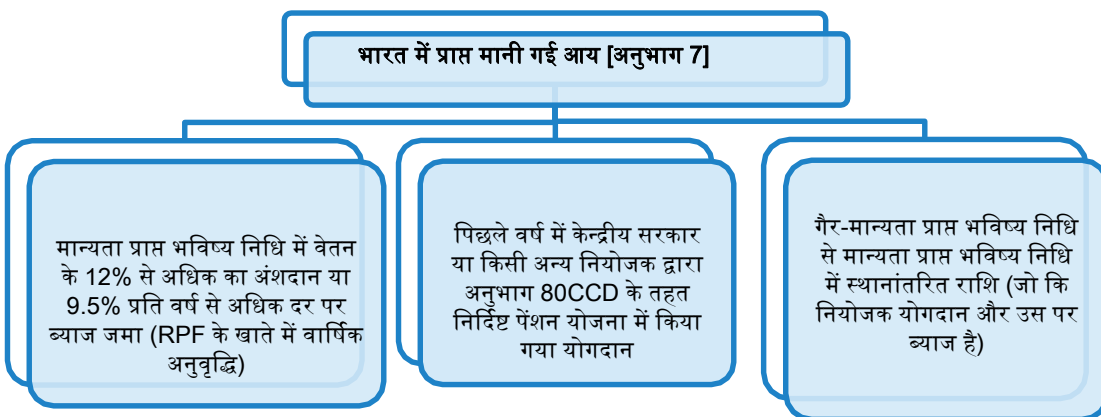 भारत में प्राप्त मानी गई आय [अनुभाग 7]
मान्यता प्राप्त भविष्य निधि में वेतन
के 12% से अधिक का अंशदान या
9.5% प्रति वर्ष से अधिक दर पर
ब्याज जमा (RPF के खाते में वार्षिक
अनुवृद्धि)
पिछले वर्ष में केन्द्रीय सरकार
या किसी अन्य नियोजक द्वारा
अनुभाग 80CCD के तहत
निर्दिष्ट पेंशन योजना में किया
गया योगदान
गैर-मान्यता प्राप्त भविष्य निधि
से मान्यता प्राप्त भविष्य निधि
में स्थानांतरित राशि (जो कि
नियोजक योगदान और उस पर
ब्याज है)